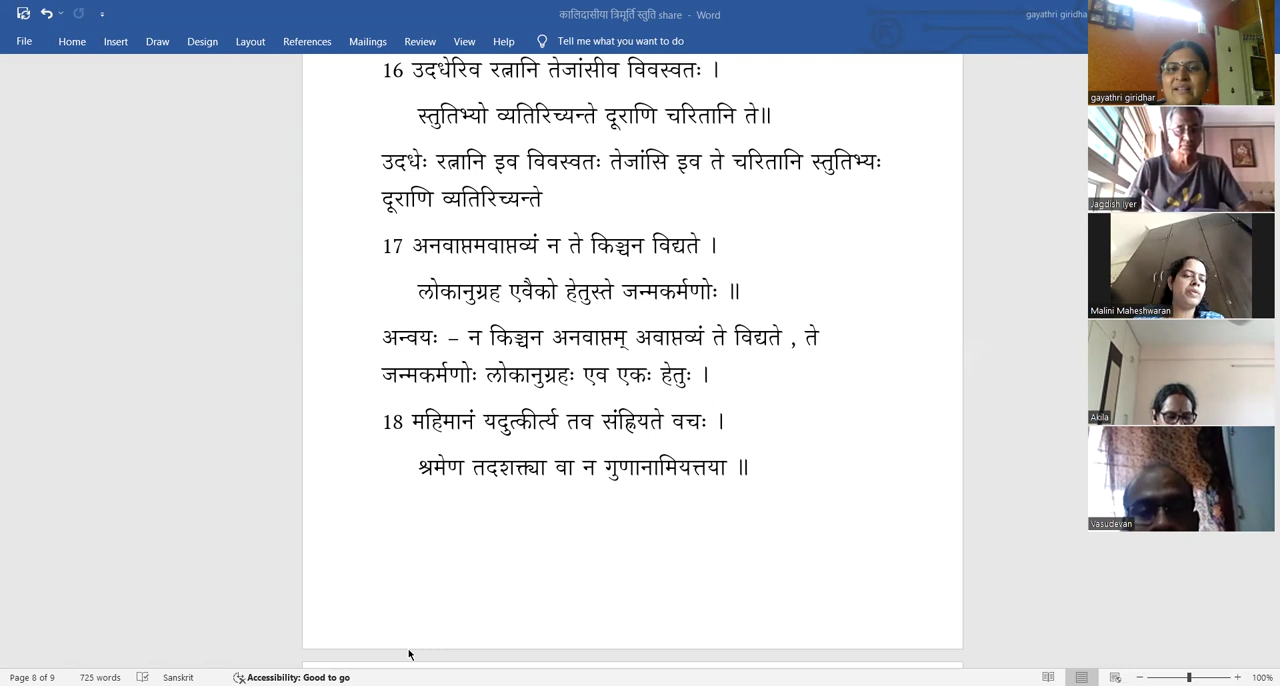 कालिदासीया त्रिमूर्ति स्तुति share - Word
gayathri giridha
File Home Insert Draw Design Layout References Mailings Review View Help Tell me what you want to do
16 उदधेरिव रत्नानि तेजांसीव विवस्वतः ।
स्तुतिभ्यो व्यतिरिच्यन्ते दूराणि चरितानि ते॥
उदधेः रत्नानि इव विवस्वतः तेजांसि इव ते चरितानि स्तुतिभ्यः
दूराणि व्यतिरिच्यन्ते
17 अनवाप्तमवाप्तव्यं न ते किञ्चन विद्यते ।
लोकानुग्रह एवैको हेतुस्ते जन्मकर्मणोः ॥
अन्वयः – न किञ्चन अनवाप्तम् अवाप्तव्यं ते विद्यते , ते
जन्मकर्मणोः लोकानुग्रहः एव एकः हेतुः ।
18 महिमानं यदुत्कीर्त्य तव संह्रियते वचः ।
श्रमेण तदशक्त्या वा न गुणानामियत्तया ॥
gayathri giridhar
Jagdish Iyer
Malini Maheshwaran
Akila
Vasudevan
Page 8 of 9 725 words Sanskrit Accessibility: Good to go 100%